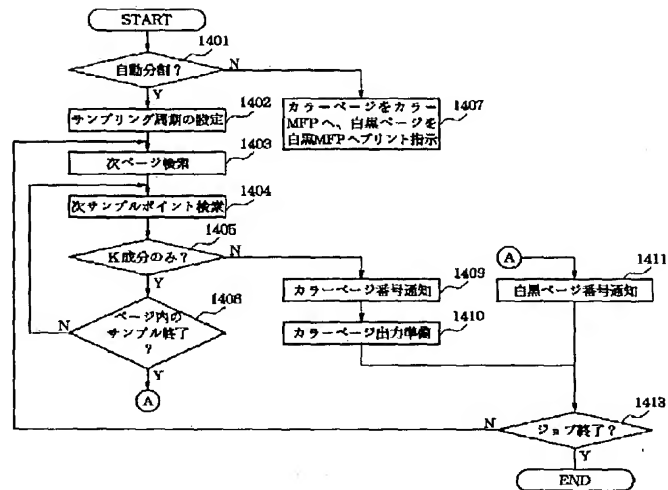 START
1401
自動分割?
N
Y
1402
サンプリング周期の設定
1403
次ページ検索
1404
次サンプルポイント検索
1405
K成分のみ?
N
Y
1406
ページ内の
サンプル終了
?
N
Y
A
1407
カラーページをカラー
MFPへ、白黒ページを
白黒MFPへプリント指示
1409
カラーページ番号通知
1410
カラーページ出力準備
A
1411
白黒ページ番号通知
1413
ジョブ終了?
N
Y
END